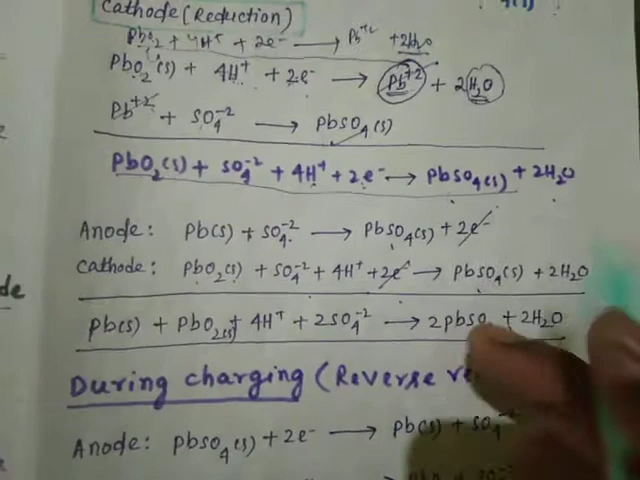 Cathode (Reduction)
PbO₂ + 4H⁺ + 2e⁻ ⟶ Pb⁺² + 2H₂O
PbO₂(s) + 4H⁺ + 2e⁻ ⟶ Pb⁺² + 2H₂O
Pb⁺² + SO₄⁻² ⟶ PbSO₄(s)
PbO₂(s) + SO₄⁻² + 4H⁺ + 2e⁻ ⟶ PbSO₄(s) + 2H₂O
Anode: Pb(s) + SO₄⁻² ⟶ PbSO₄(s) + 2e⁻
Cathode: PbO₂(s) + SO₄⁻² + 4H⁺ + 2e⁻ ⟶ PbSO₄(s) + 2H₂O
Pb(s) + PbO₂(s) + 4H⁺ + 2SO₄⁻² ⟶ 2PbSO₄ + 2H₂O
de
During charging (Reverse
Anode: PbSO₄(s) + 2e⁻ ⟶ Pb(s) + SO₄⁻²